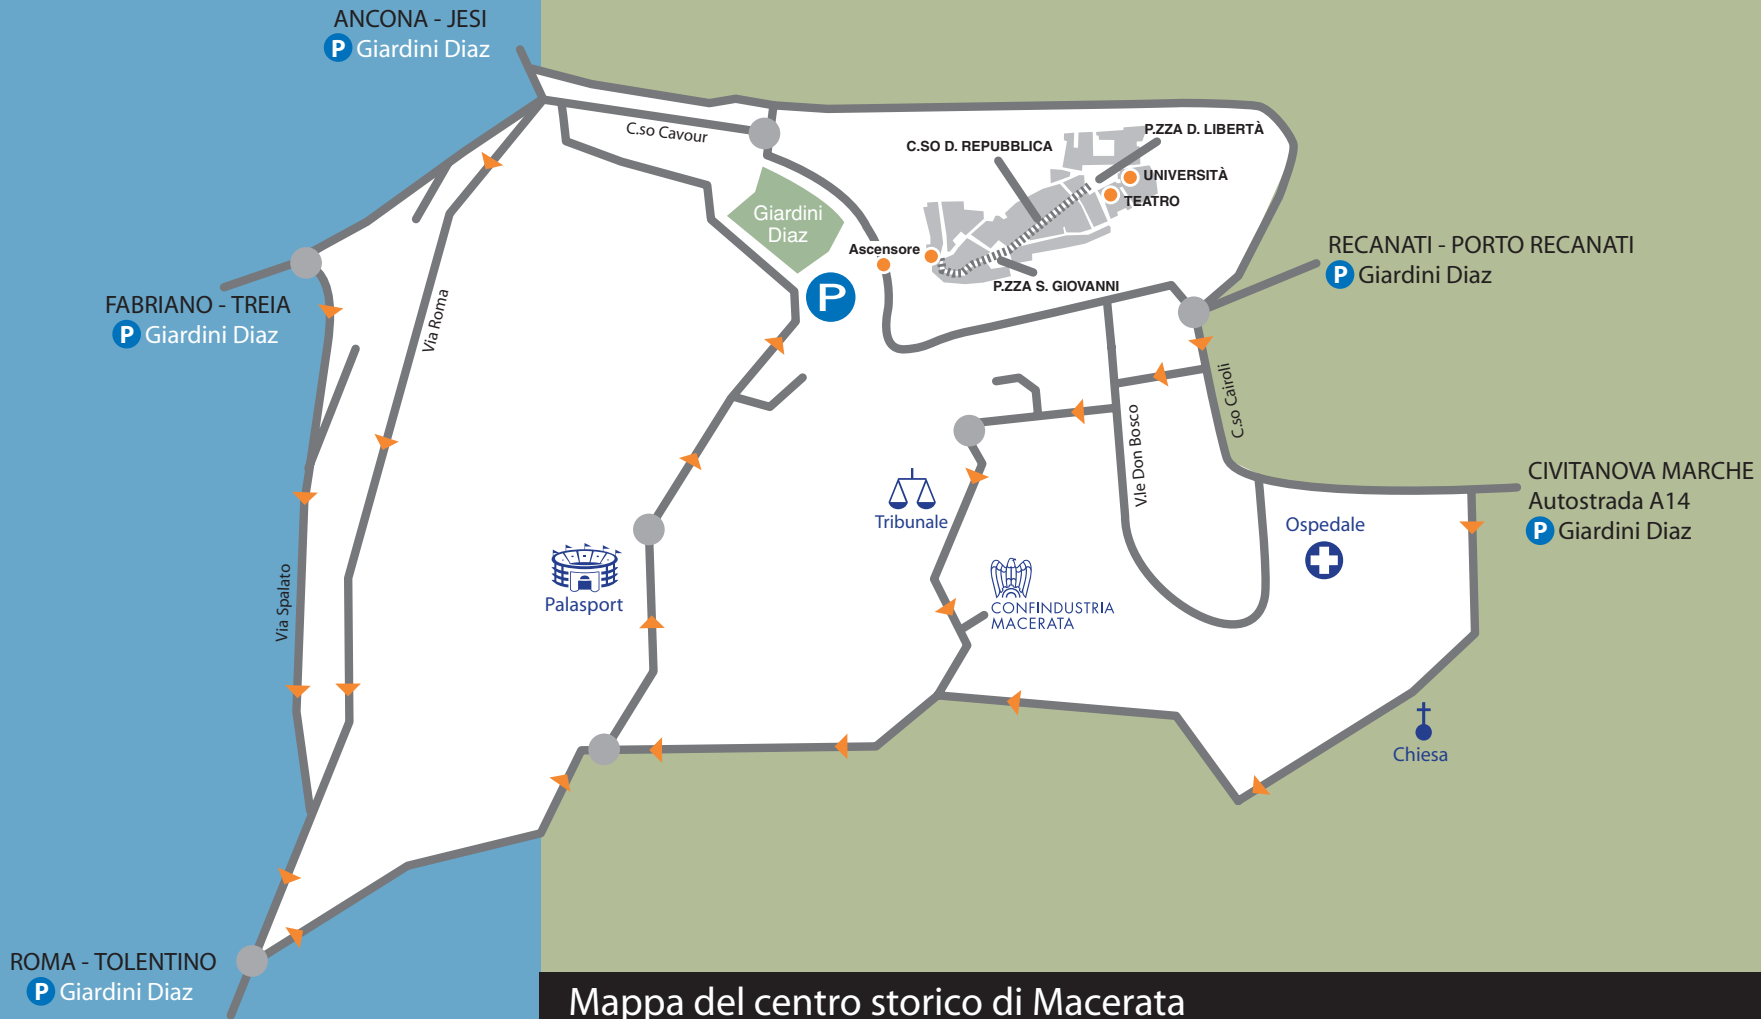 ANCONA - JESI
P Giardini Diaz
C.so Cavour
C.SO D. REPUBBLICA
P.ZZA D. LIBERTÀ
UNIVERSITÀ
TEATRO
Giardini
Diaz
Ascensore
P.ZZA S. GIOVANNI
P
RECANATI - PORTO RECANATI
P Giardini Diaz
FABRIANO - TREIA
P Giardini Diaz
Via Roma
C.so Cairoli
V.le Don Bosco
CIVITANOVA MARCHE
Autostrada A14
P Giardini Diaz
Tribunale
Ospedale
Palasport
CONFINDUSTRIA
MACERATA
Via Spalato
Chiesa
ROMA - TOLENTINO
P Giardini Diaz
Mappa del centro storico di Macerata